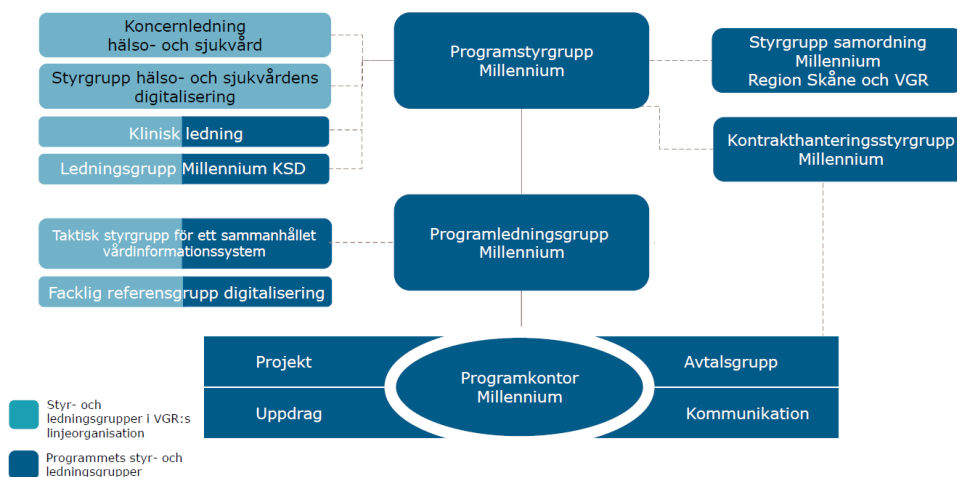 Koncernledning
hälso- och sjukvård
Styrgrupp hälso- och sjukvårdens
digitalisering
Klinisk ledning
Ledningsgrupp Millennium KSD
Programstyrgrupp
Millennium
Styrgrupp samordning
Millennium
Region Skåne och VGR
Kontrakthanteringsstyrgrupp
Millennium
Taktisk styrgrupp för ett sammanhållet
vårdinformationssystem
Facklig referensgrupp digitalisering
Programledningsgrupp
Millennium
Projekt
Uppdrag
Programkontor
Millennium
Avtalsgrupp
Kommunikation
Styr- och
ledningsgrupper i VGR:s
linjeorganisation
Programmets styr- och
ledningsgrupper